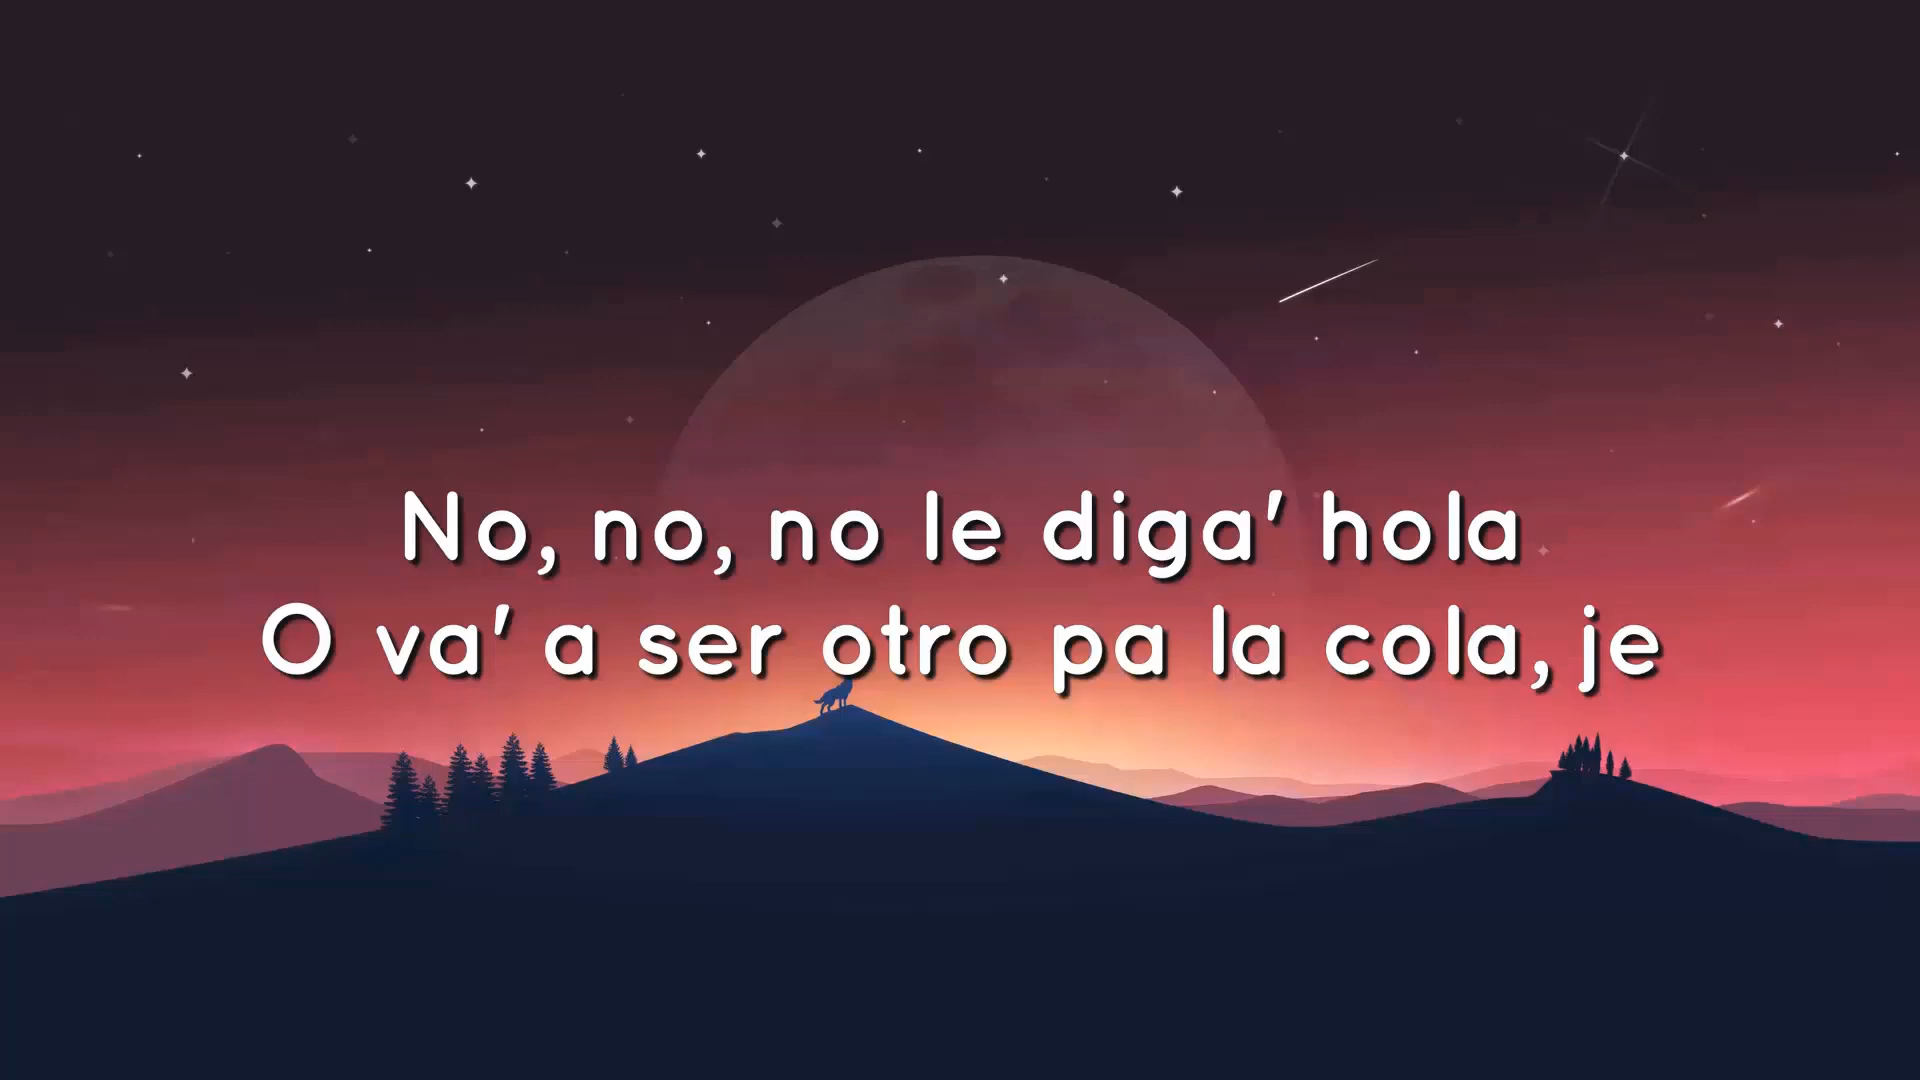 No, no, no le diga' hola
O va' a ser otro pa la cola, je